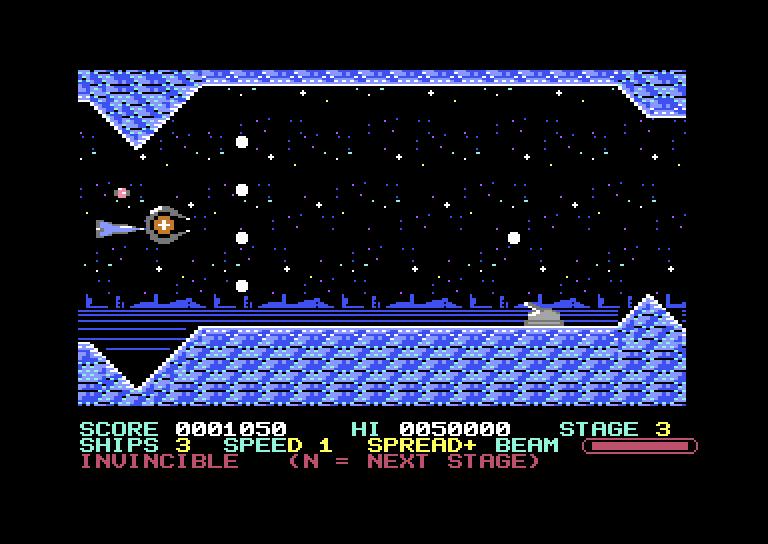 SCORE 0001050 HI 0050000 STAGE 3
SHIPS 3 SPEED 1 SPREAD+ BEAM
INVINCIBLE (N = NEXT STAGE)